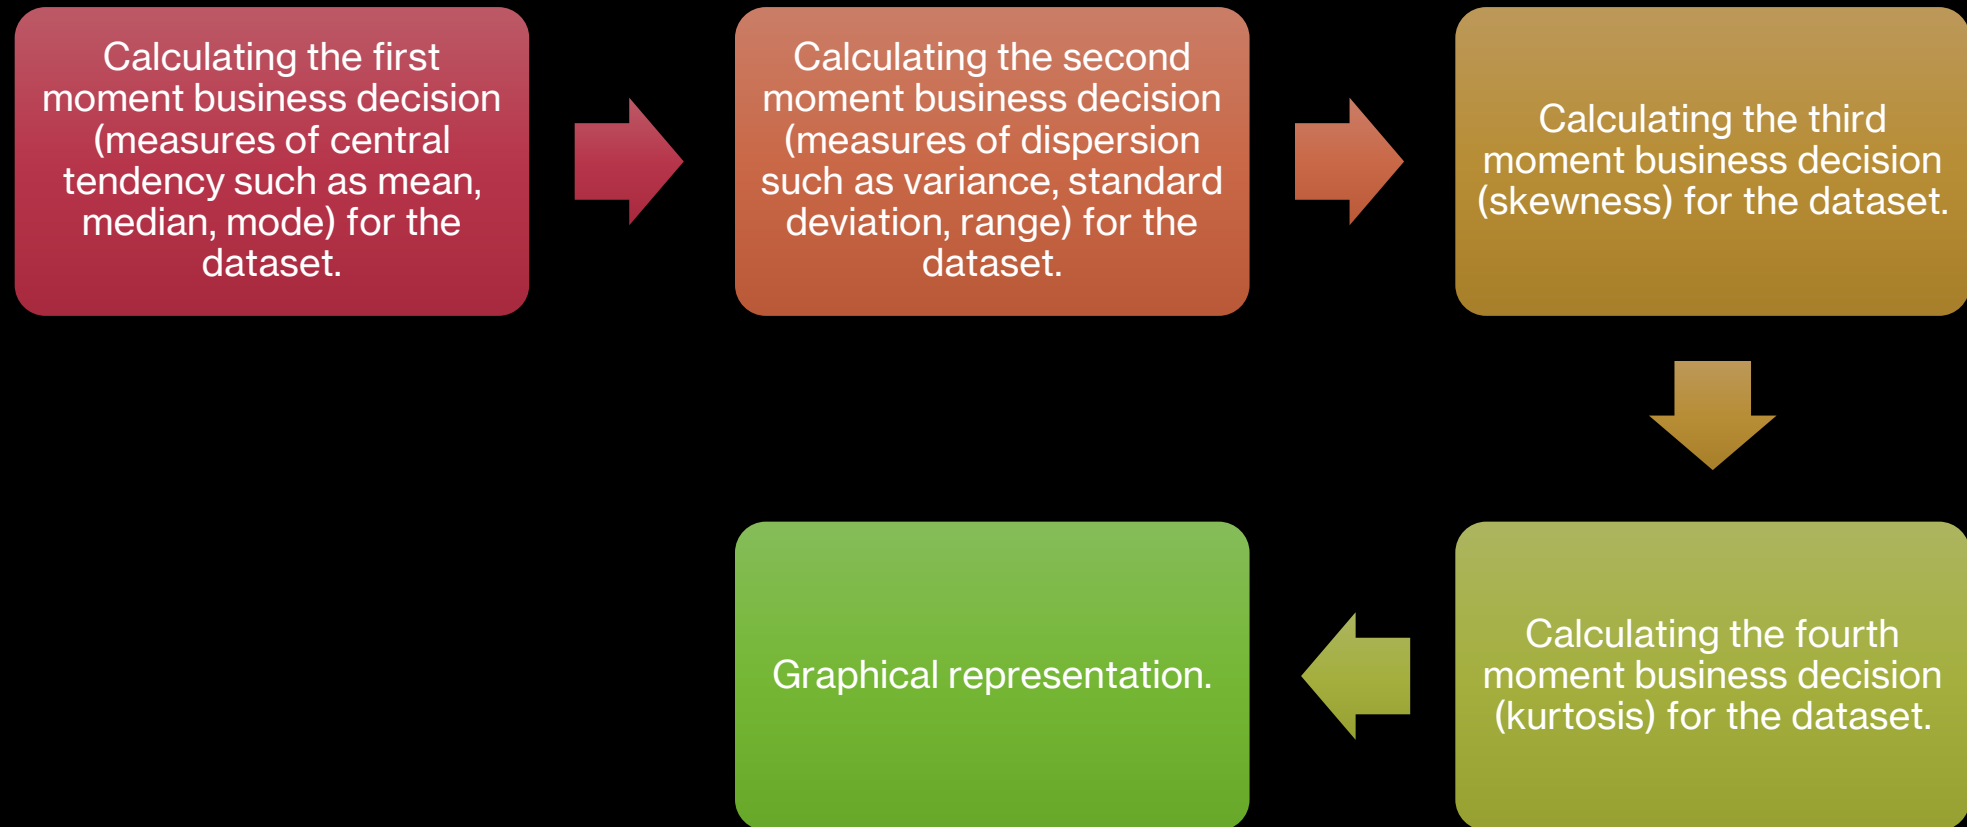 Calculating the first
moment business decision
(measures of central
tendency such as mean,
median, mode) for the
dataset.
Calculating the second
moment business decision
(measures of dispersion
such as variance, standard
deviation, range) for the
dataset.
Calculating the third
moment business decision
(skewness) for the dataset.
Calculating the fourth
moment business decision
(kurtosis) for the dataset.
Graphical representation.